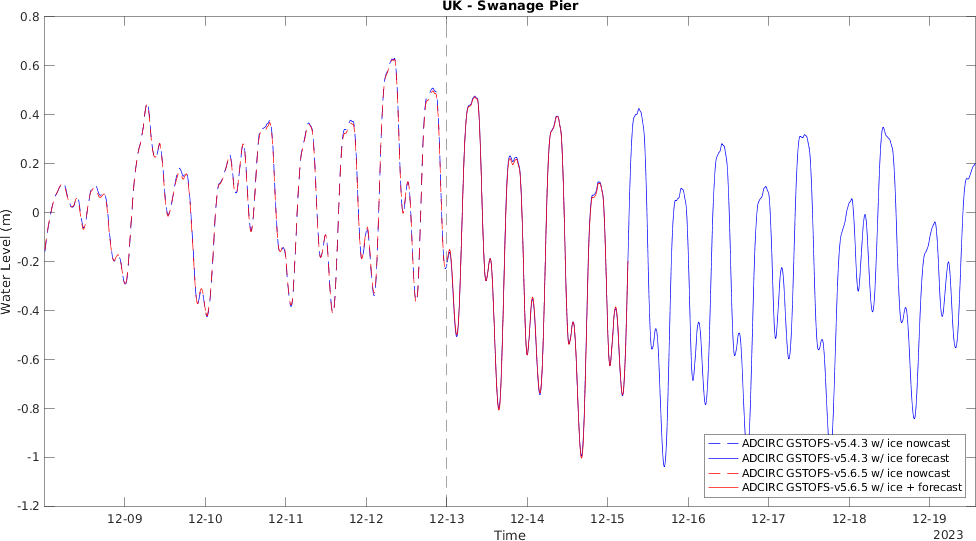 UK - Swanage Pier
0.8
0.6
0.4
0.2
0
-0.2
-0.4
-0.6
-0.8
-1
-1.2
Water Level (m)
ADCIRC GSTOFS-v5.4.3 w/ ice nowcast
ADCIRC GSTOFS-v5.4.3 w/ ice forecast
ADCIRC GSTOFS-v5.6.5 w/ ice nowcast
ADCIRC GSTOFS-v5.6.5 w/ ice + forecast
12-09 12-10 12-11 12-12 12-13 12-14 12-15 12-16 12-17 12-18 12-19
Time
2023